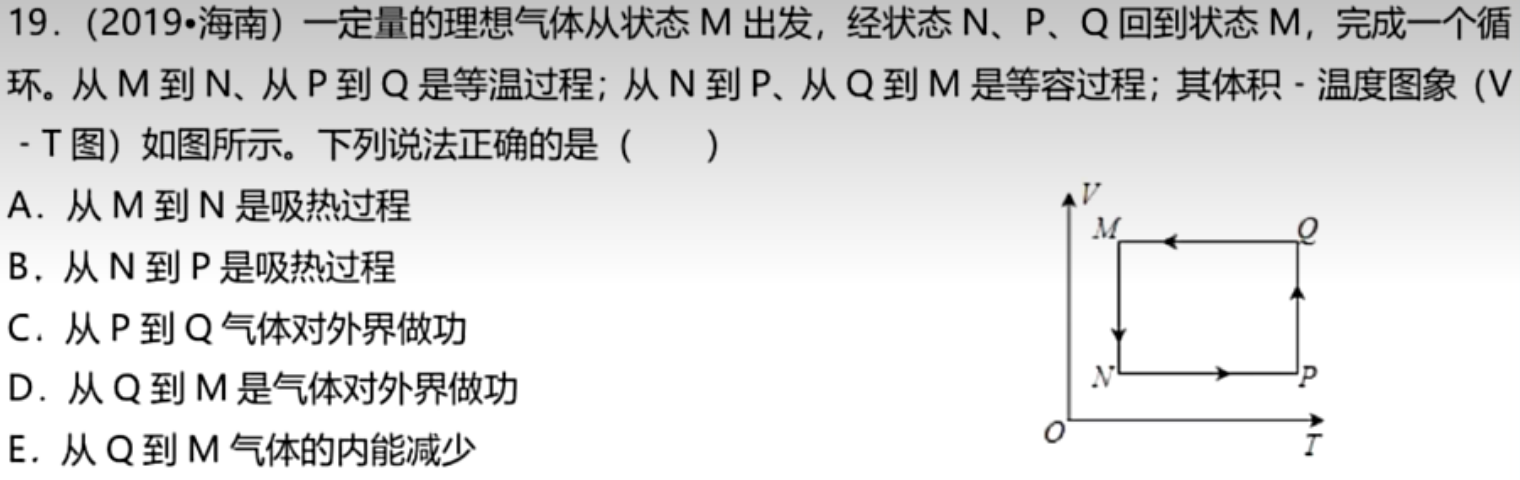 19.（2019•海南）一定量的理想气体从状态 M 出发，经状态 N、P、Q 回到状态 M，完成一个循
环。从 M 到 N、从 P 到 Q 是等温过程；从 N 到 P、从 Q 到 M 是等容过程；其体积 - 温度图象（V
- T 图）如图所示。下列说法正确的是（　　）
A．从 M 到 N 是吸热过程
B．从 N 到 P 是吸热过程
C．从 P 到 Q 气体对外界做功
D．从 Q 到 M 是气体对外界做功
E．从 Q 到 M 气体的内能减少
V
M Q
N P
O T